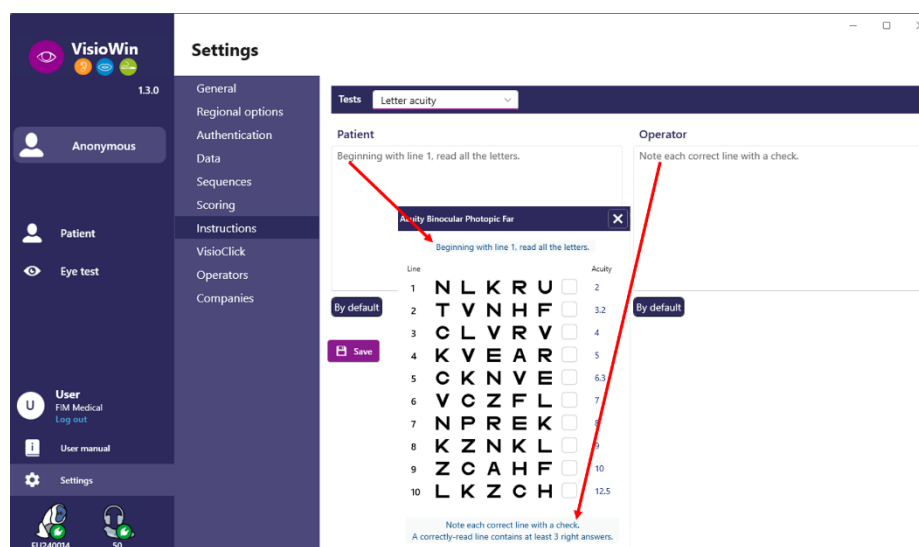 VisioWin
1.3.0
Anonymous
Patient
Eye test
User
FIM Medical
Log out
User manual
Settings
EU240014
50
Settings
General
Regional options
Authentication
Data
Sequences
Scoring
Instructions
VisioClick
Operators
Companies
Tests Letter acuity
Patient
Beginning with line 1, read all the letters.
By default
Save
Operator
Note each correct line with a check.
By default
Acuity Binocular Photopic Far
Beginning with line 1, read all the letters.
Line Acuity
1 N L K R U 2
2 T V N H F 3.2
3 C L V R V 4
4 K V E A R 5
5 C K N V E 6.3
6 V C Z F L 7
7 N P R E K 8
8 K Z N K L 9
9 Z C A H F 10
10 L K Z C H 12.5
Note each correct line with a check.
A correctly-read line contains at least 3 right answers.